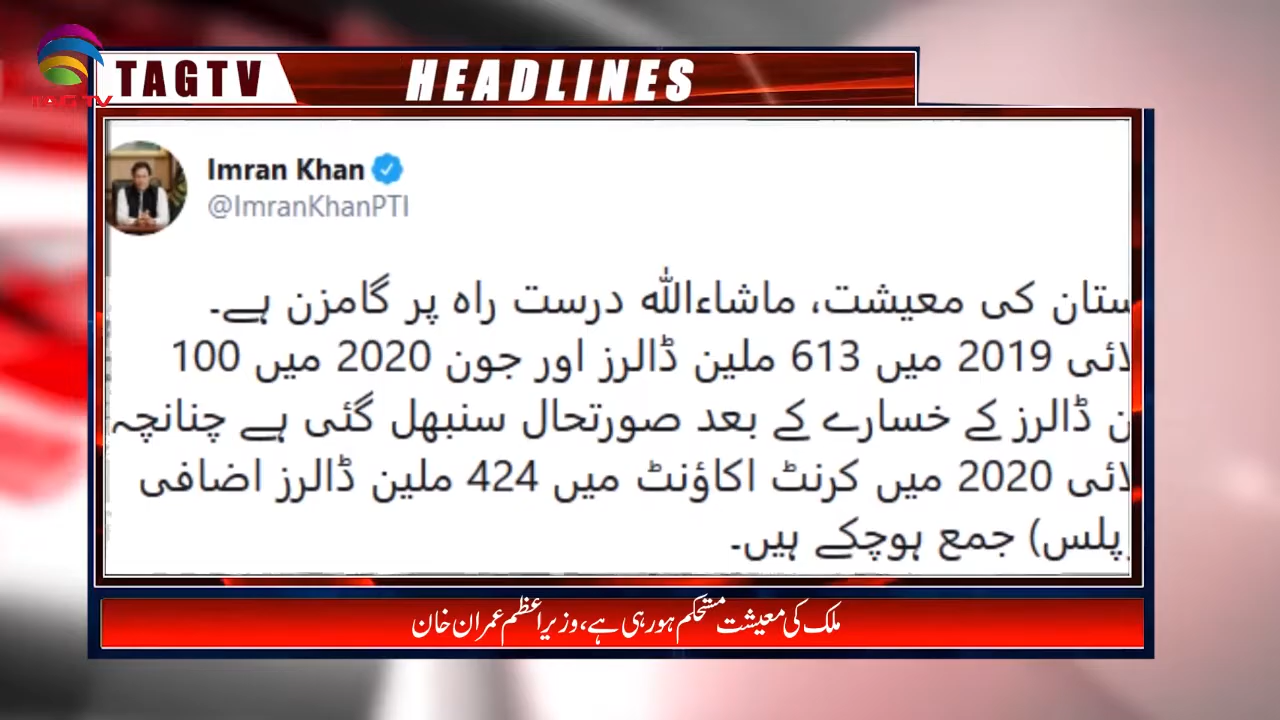 TAG TV
TAGTV
HEADLINES
Imran Khan
@ImranKhanPTI
ستان کی معیشت، ماشاءاللہ درست راہ پر گامزن ہے۔
لائی 2019 میں 613 ملین ڈالرز اور جون 2020 میں 100
ن ڈالرز کے خسارے کے بعد صورتحال سنبھل گئی ہے چنانچہ
لائی 2020 میں کرنٹ اکاؤنٹ میں 424 ملین ڈالرز اضافی
رپلس) جمع ہوچکے ہیں۔
ملک کی معیشت مستحکم ہورہی ہے، وزیراعظم عمران خان